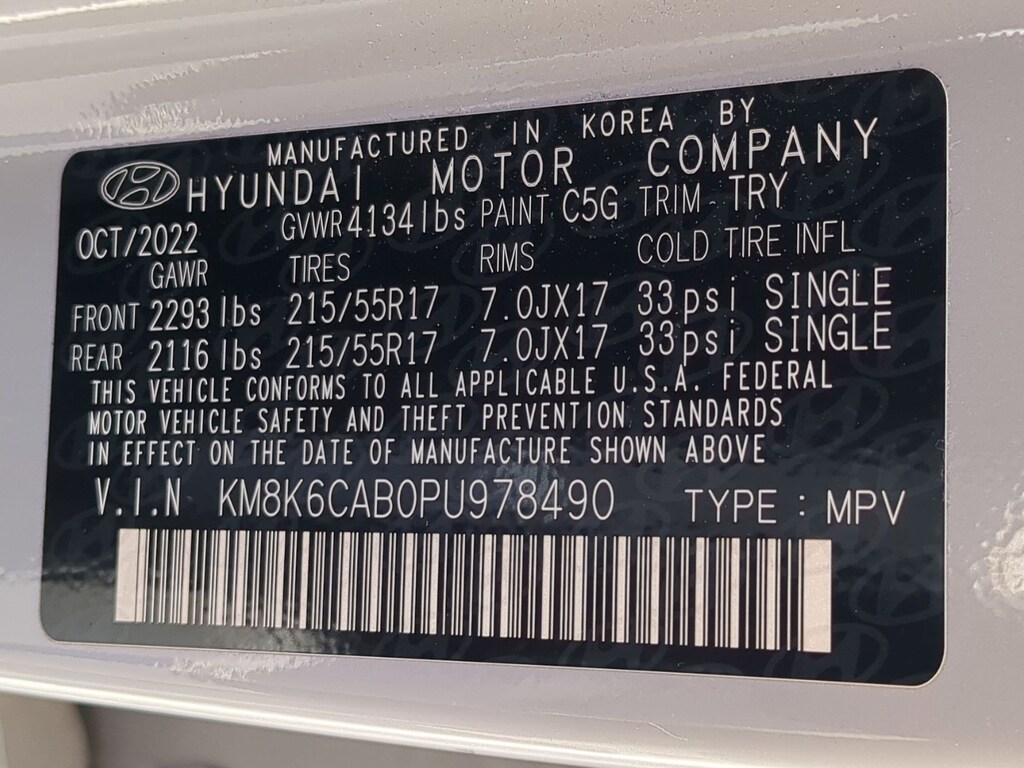 MANUFACTURED IN KOREA BY
HYUNDAI MOTOR COMPANY
OCT/2022 GVWR 4134 lbs PAINT C5G TRIM TRY
GAWR TIRES RIMS COLD TIRE INFL
FRONT 2293 lbs 215/55R17 7.0JX17 33psi SINGLE
REAR 2116 lbs 215/55R17 7.0JX17 33psi SINGLE
THIS VEHICLE CONFORMS TO ALL APPLICABLE U.S.A. FEDERAL
MOTOR VEHICLE SAFETY AND THEFT PREVENTION STANDARDS
IN EFFECT ON THE DATE OF MANUFACTURE SHOWN ABOVE
V.I.N KM8K6CAB0PU978490 TYPE : MPV